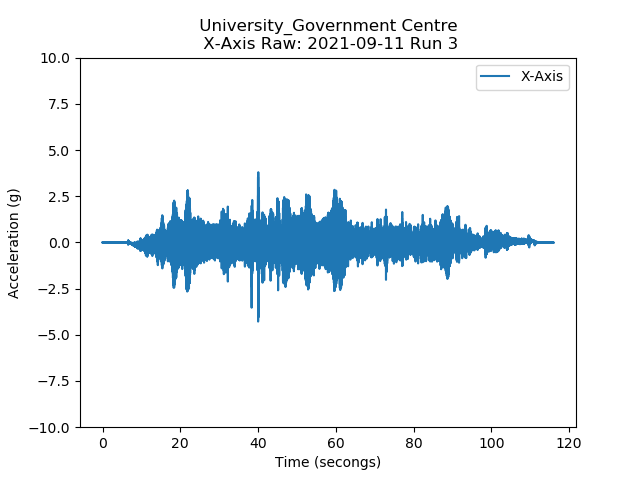 University_Government Centre
X-Axis Raw: 2021-09-11 Run 3
X-Axis
10.0
7.5
5.0
2.5
0.0
−2.5
−5.0
−7.5
−10.0
Acceleration (g)
0 20 40 60 80 100 120
Time (seconds)